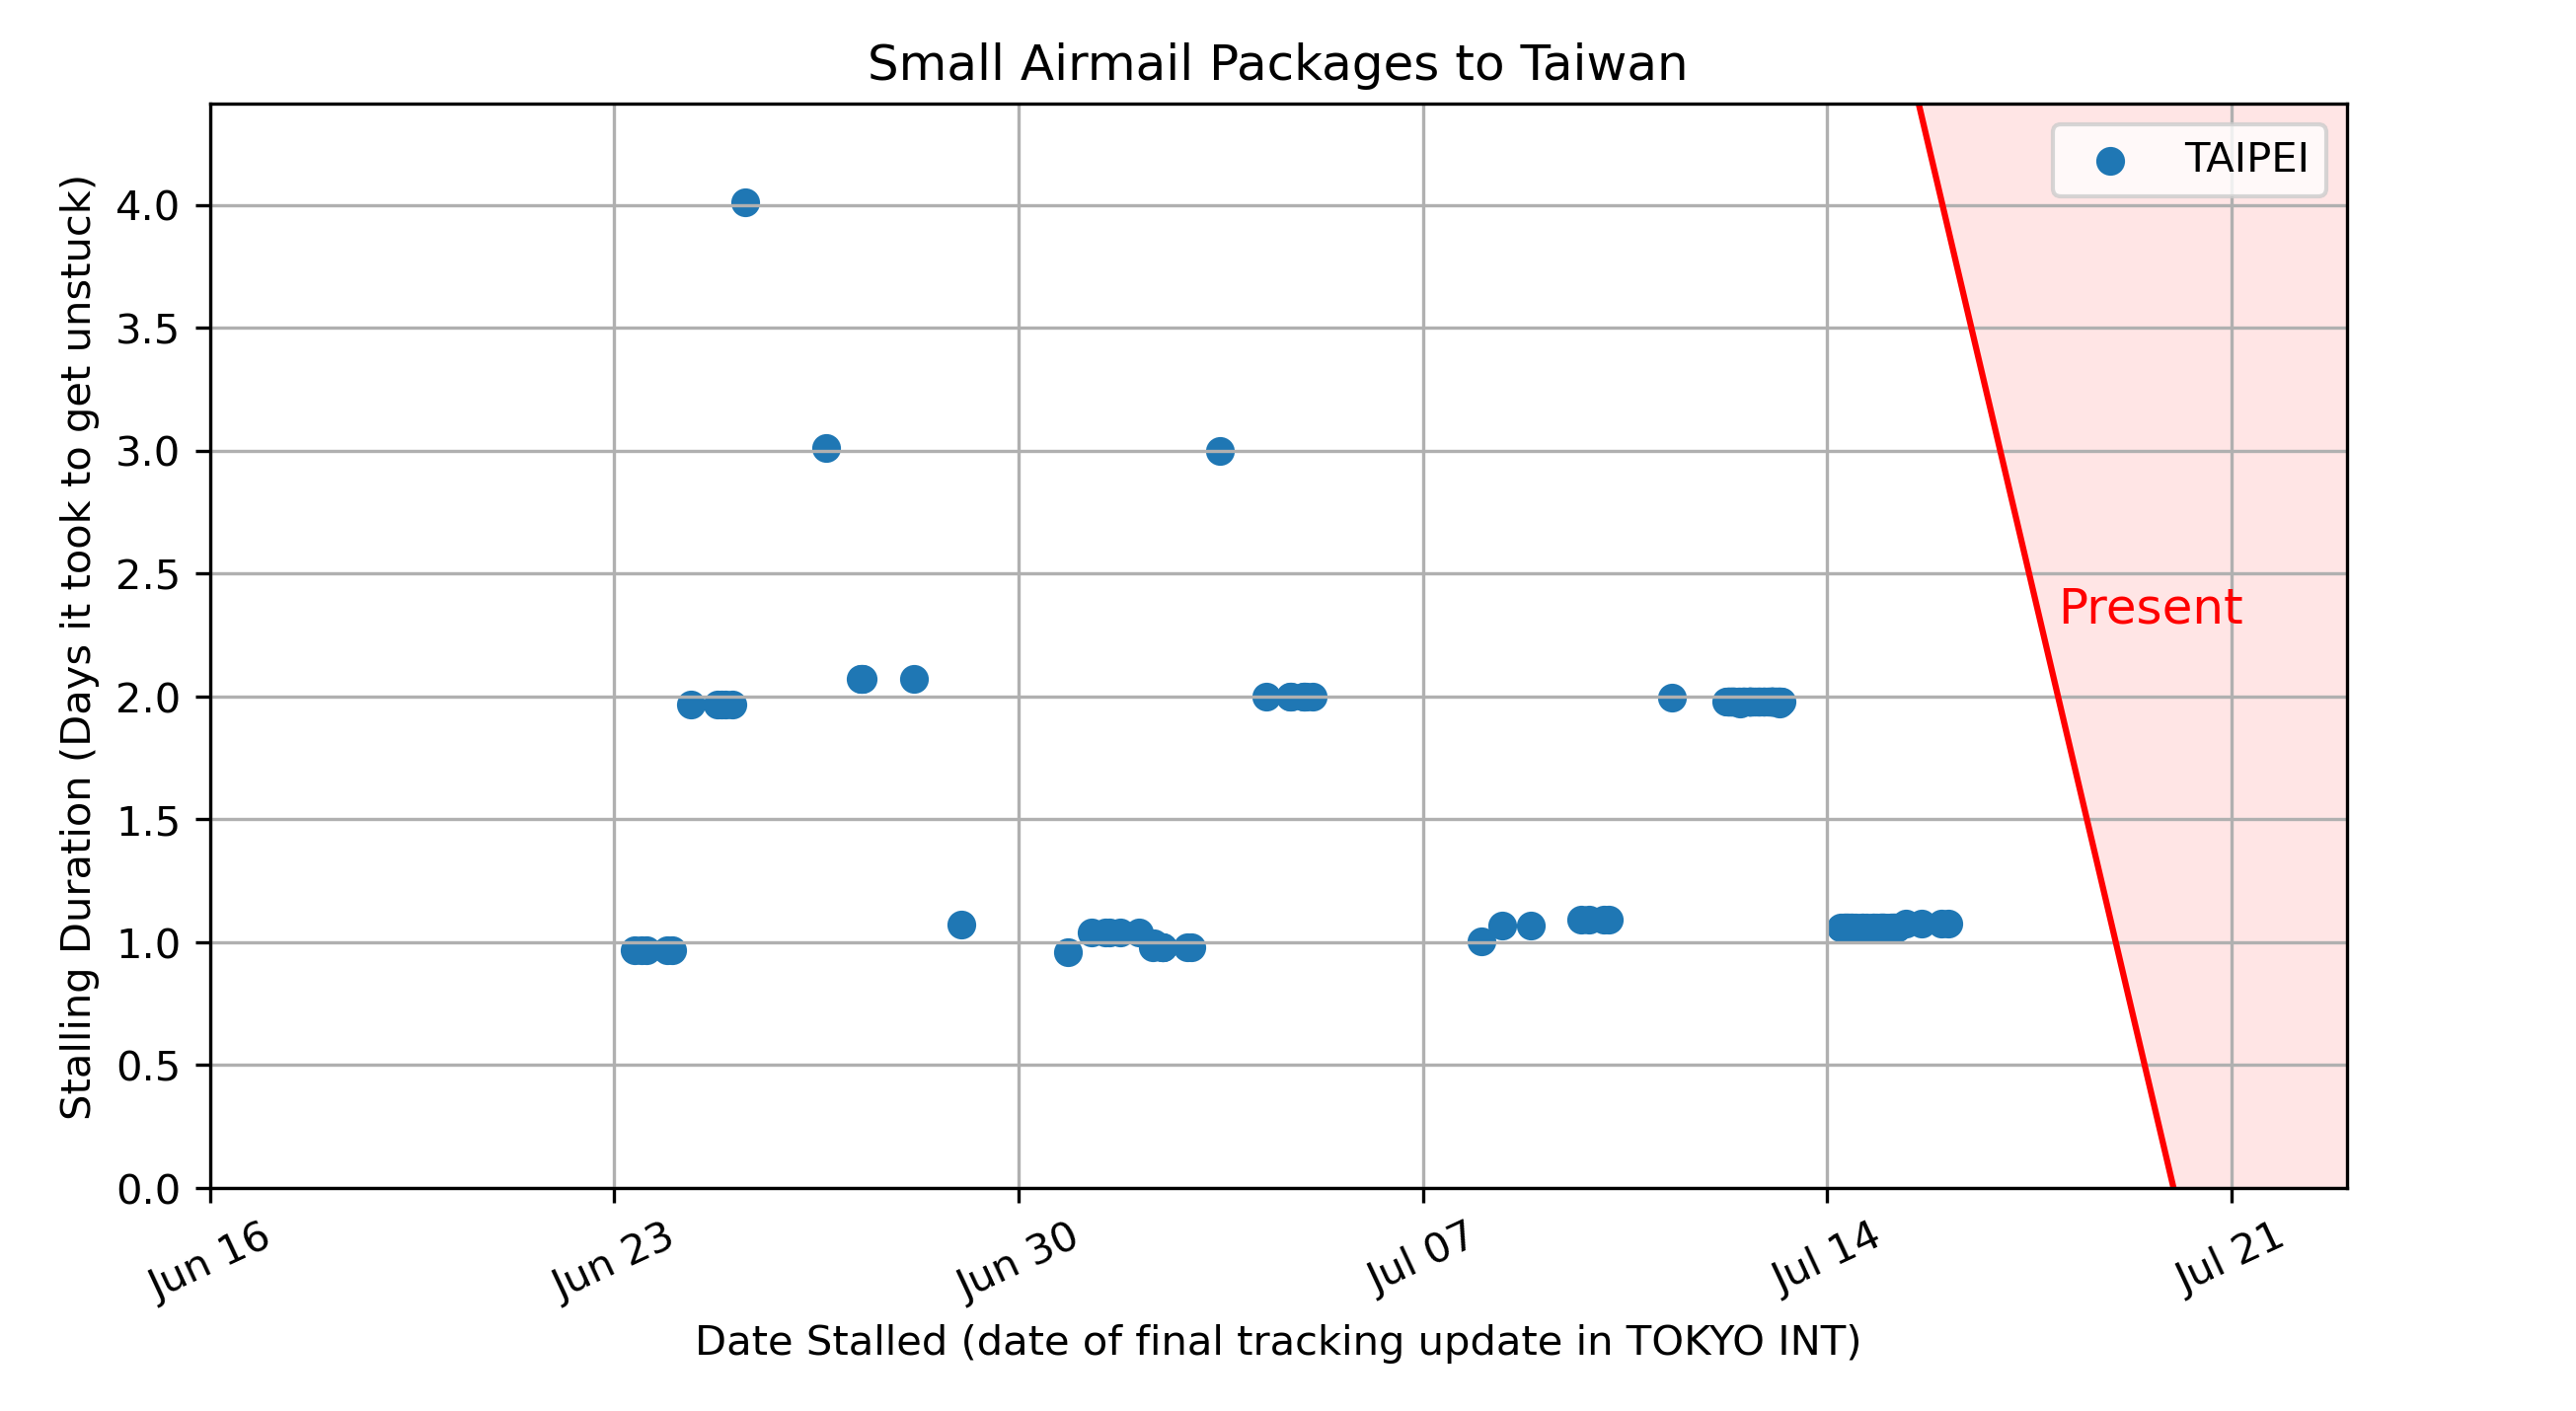 Small Airmail Packages to Taiwan
TAIPEI
Present
Stalling Duration (Days it took to get unstuck)
4.0
3.5
3.0
2.5
2.0
1.5
1.0
0.5
0.0
Jun 16
Jun 23
Jun 30
Jul 07
Jul 14
Jul 21
Date Stalled (date of final tracking update in TOKYO INT)